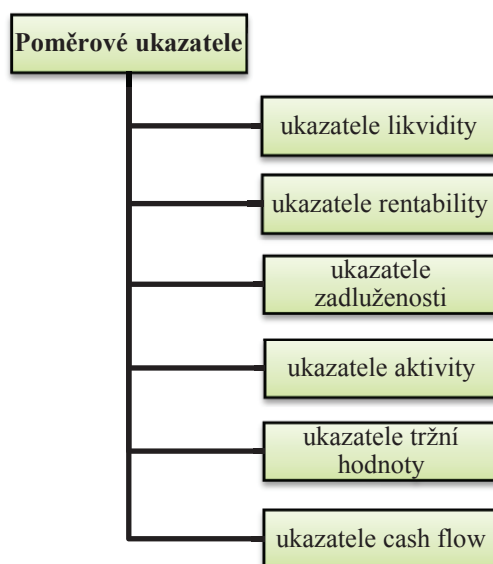 Poměrové ukazatele
ukazatele likvidity
ukazatele rentability
ukazatele
zadluženosti
ukazatele aktivity
ukazatele tržní
hodnoty
ukazatele cash flow